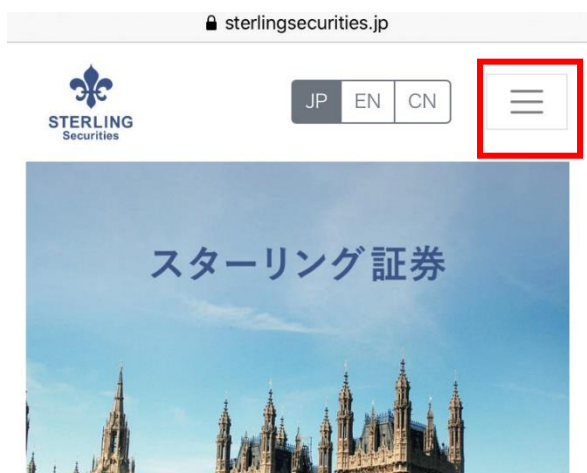 sterlingsecurities.jp
STERLING
Securities
JP EN CN
スターリング証券